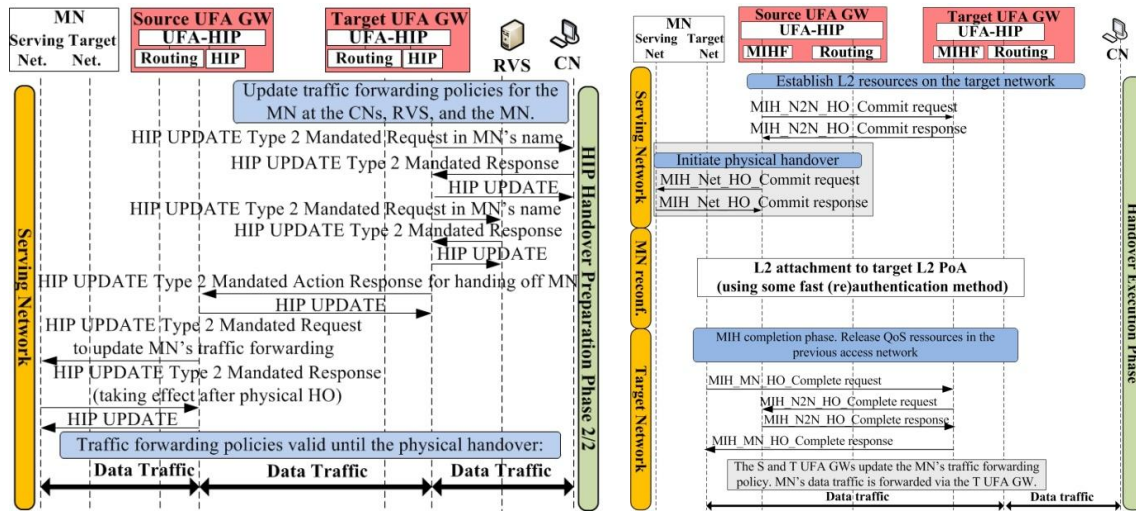 MN
Serving Target
Net. Net.
Source UFA GW
UFA-HIP
Routing HIP
Target UFA GW
UFA-HIP
Routing HIP
RVS
CN
Update traffic forwarding policies for the
MN at the CNs, RVS, and the MN.
HIP UPDATE Type 2 Mandated Request in MN's name
HIP UPDATE Type 2 Mandated Response
HIP UPDATE
HIP UPDATE Type 2 Mandated Request in MN's name
HIP UPDATE Type 2 Mandated Response
HIP UPDATE
HIP UPDATE Type 2 Mandated Action Response for handing off MN
HIP UPDATE
HIP UPDATE Type 2 Mandated Request
to update MN's traffic forwarding
HIP UPDATE Type 2 Mandated Response
(taking effect after physical HO)
HIP UPDATE
Traffic forwarding policies valid until the physical handover:
Data Traffic Data Traffic Data Traffic
Serving Network
HIP Handover Preparation Phase 2/2
MN
Serving Target
Net Net
Source UFA GW
UFA-HIP
MIHF Routing
Target UFA GW
UFA-HIP
MIHF Routing
CN
Establish L2 resources on the target network
MIH_N2N_HO_Commit request
MIH_N2N_HO_Commit response
Initiate physical handover
MIH_Net_HO_Commit request
MIH_Net_HO_Commit response
L2 attachment to target L2 PoA
(using some fast (re)authentication method)
MIH completion phase. Release QoS ressources in the
previous access network
MIH_MN_HO_Complete request
MIH_N2N_HO_Complete request
MIH_N2N_HO_Complete response
MIH_MN_HO_Complete response
The S and T UFA GWs update the MN's traffic forwarding
policy. MN's data traffic is forwarded via the T UFA GW.
Data traffic Data traffic
Serving Network
MN reconf.
Target Network
Handover Execution Phase